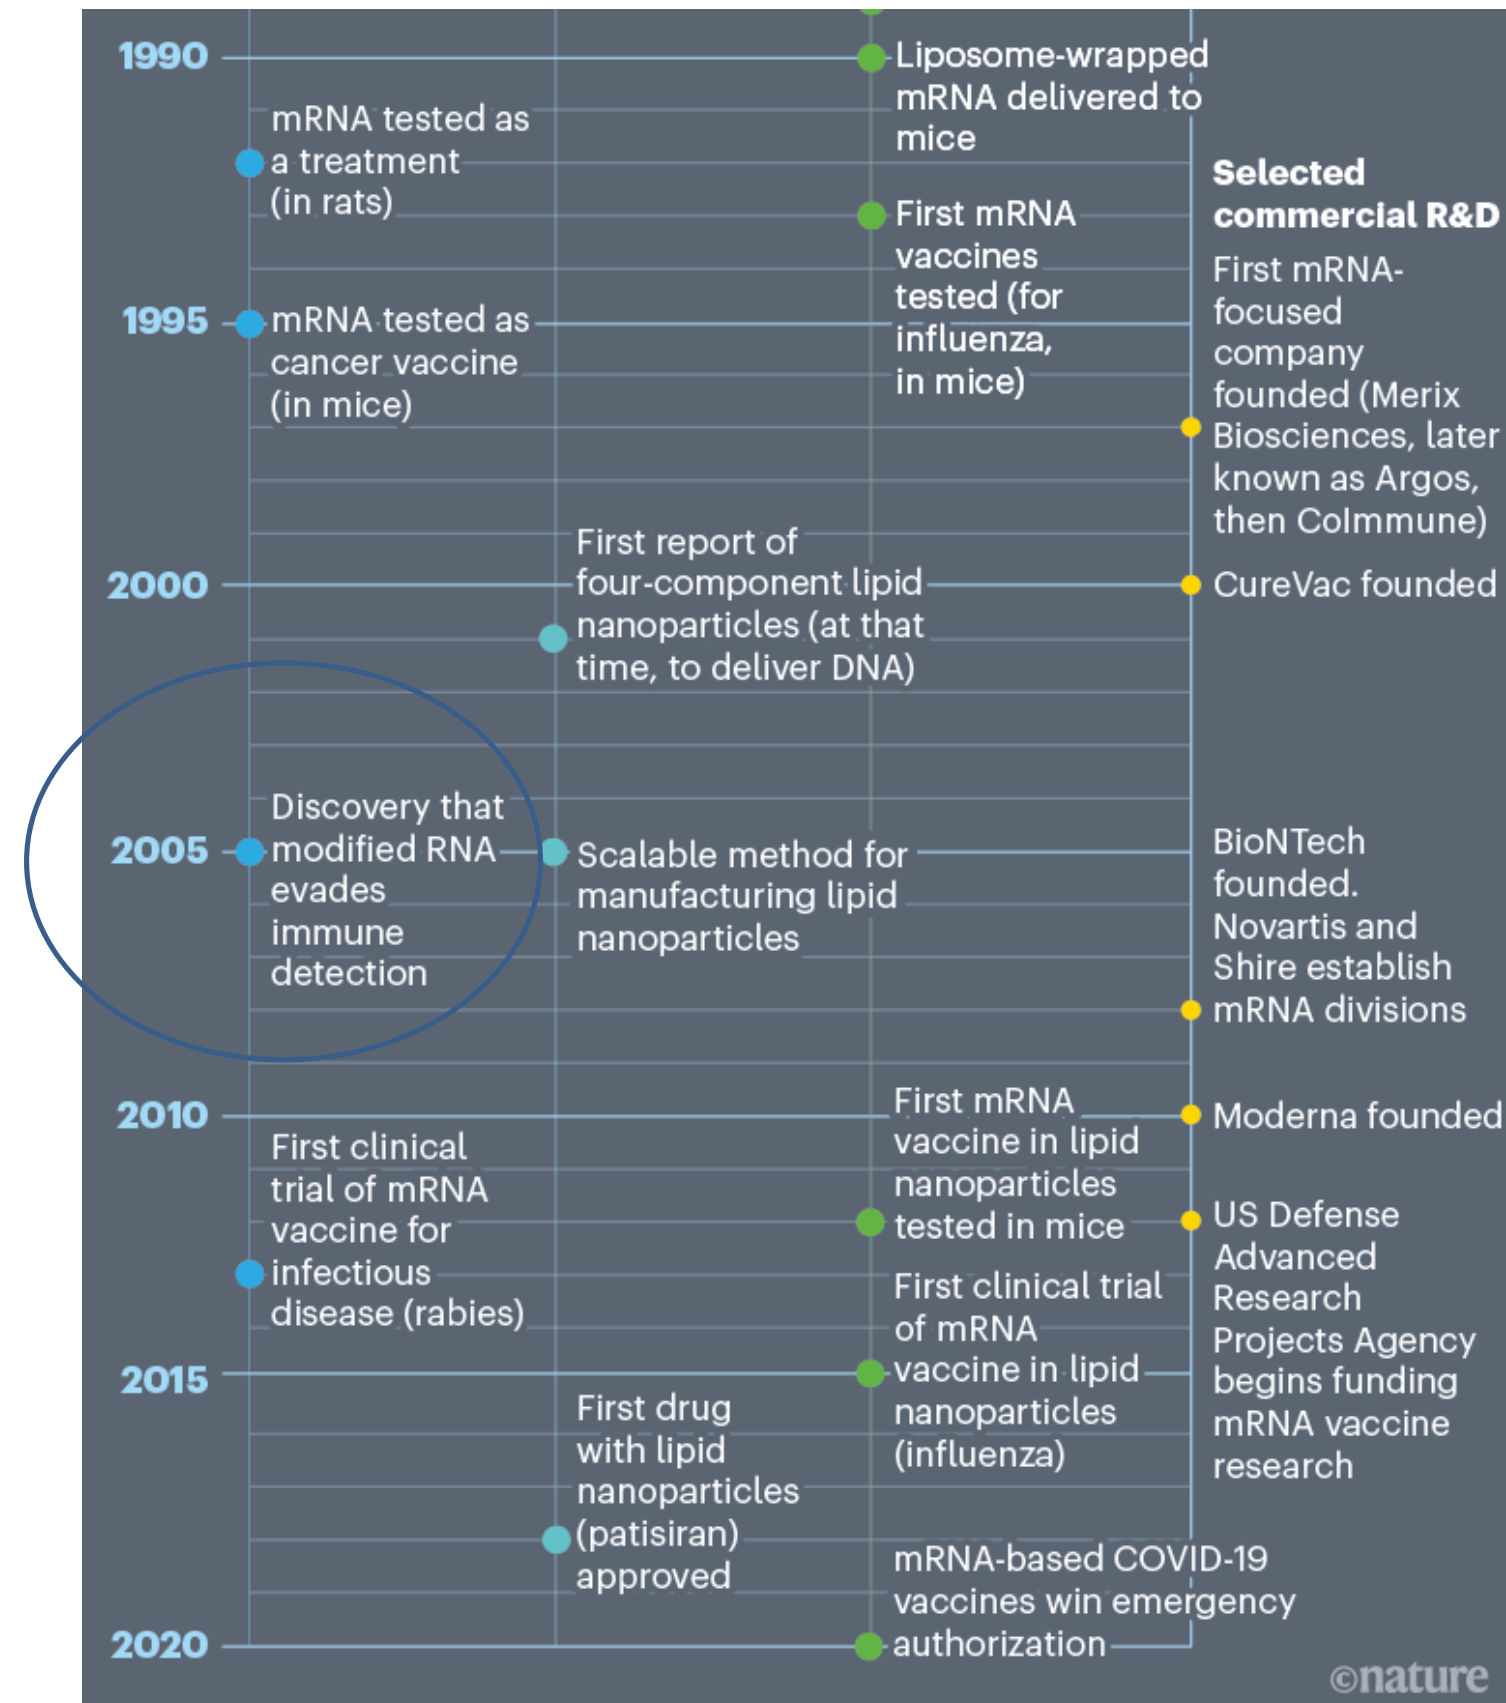 1990
Liposome-wrapped
mRNA delivered to
mice
mRNA tested as
a treatment
(in rats)
Selected
commercial R&D
First mRNA
vaccines
tested (for
influenza,
in mice)
First mRNA-
focused
company
founded (Merix
Biosciences, later
known as Argos,
then CoImmune)
1995
mRNA tested as
cancer vaccine
(in mice)
First report of
four-component lipid
nanoparticles (at that
time, to deliver DNA)
2000
CureVac founded
2005
Discovery that
modified RNA
evades
immune
detection
Scalable method for
manufacturing lipid
nanoparticles
BioNTech
founded.
Novartis and
Shire establish
mRNA divisions
2010
First mRNA
vaccine in lipid
nanoparticles
tested in mice
Moderna founded
First clinical
trial of mRNA
vaccine for
infectious
disease (rabies)
US Defense
Advanced
Research
Projects Agency
begins funding
mRNA vaccine
research
First clinical trial
of mRNA
vaccine in lipid
nanoparticles
(influenza)
2015
First drug
with lipid
nanoparticles
(patisiran)
approved
mRNA-based COVID-19
vaccines win emergency
authorization
2020
©nature